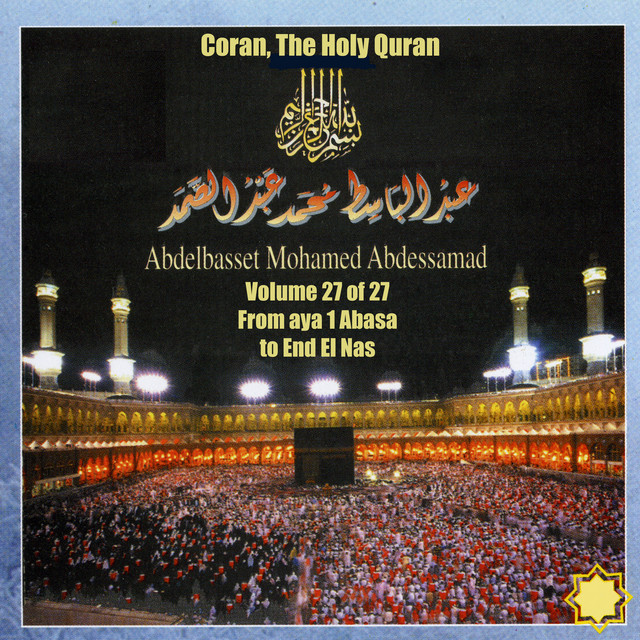 Coran, The Holy Quran
بسم الله الرحمن الرحيم
عبد الباسط محمد عبد الصمد
Abdelbasset Mohamed Abdessamad
Volume 27 of 27
From aya 1 Abasa
to End El Nas